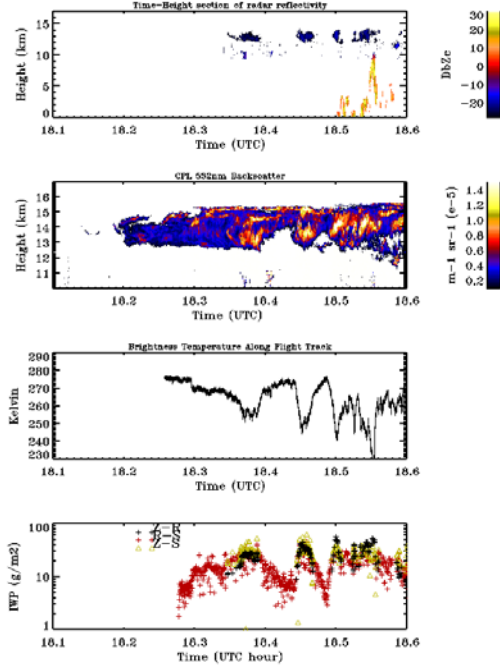 Time-Height section of radar reflectivity
Height (km)
15
10
5
0
18.1 18.2 18.3 18.4 18.5 18.6
Time (UTC)
DbZe
30
20
10
0
-10
-20
CPL 532nm Backscatter
Height (km)
16
15
14
13
12
11
18.2 18.3 18.4 18.5 18.6
Time (UTC)
m-1 sr-1 (e-5)
1.4
1.2
1.0
0.8
0.6
0.4
0.2
Brightness Temperature Along Flight Track
Kelvin
290
280
270
260
250
240
230
18.1 18.2 18.3 18.4 18.5 18.6
Time (UTC)
IWP (g/m2)
100
10
1
Z-R
Z-S
18.1 18.2 18.3 18.4 18.5 18.6
Time (UTC hour)